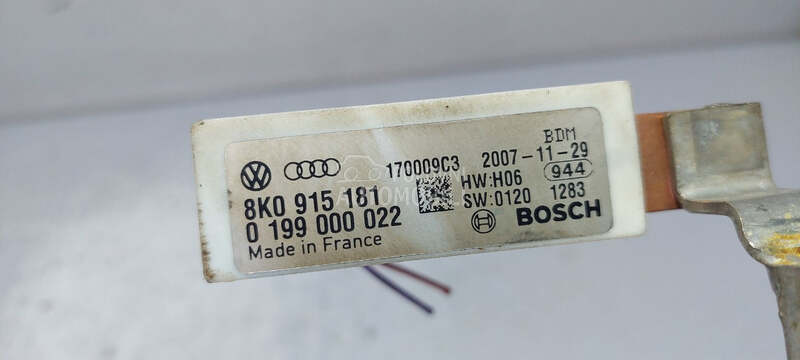 BDM
170009C3 2007-11-29
8K0 915 181 HW:H06 944
0 199 000 022 SW:0120 1283
Made in France BOSCH